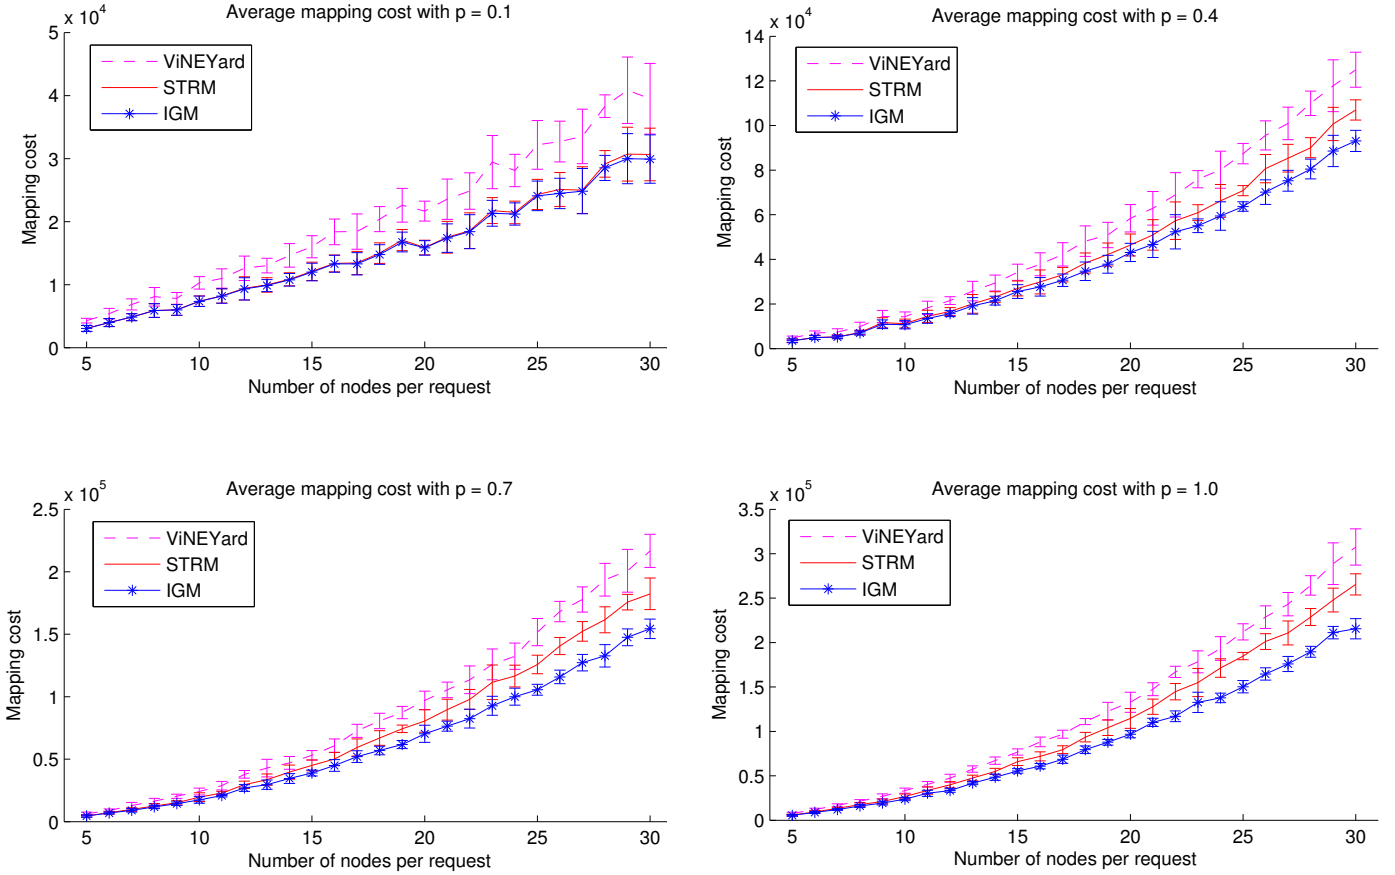 Average mapping cost with p = 0.1
x 10^4
5
4
3
2
1
0
Mapping cost
ViNEYard
STRM
IGM
5 10 15 20 25 30
Number of nodes per request
Average mapping cost with p = 0.4
x 10^4
14
12
10
8
6
4
2
0
Mapping cost
ViNEYard
STRM
IGM
5 10 15 20 25 30
Number of nodes per request
Average mapping cost with p = 0.7
x 10^5
2.5
2
1.5
1
0.5
0
Mapping cost
ViNEYard
STRM
IGM
5 10 15 20 25 30
Number of nodes per request
Average mapping cost with p = 1.0
x 10^5
3.5
3
2.5
2
1.5
1
0.5
0
Mapping cost
ViNEYard
STRM
IGM
5 10 15 20 25 30
Number of nodes per request